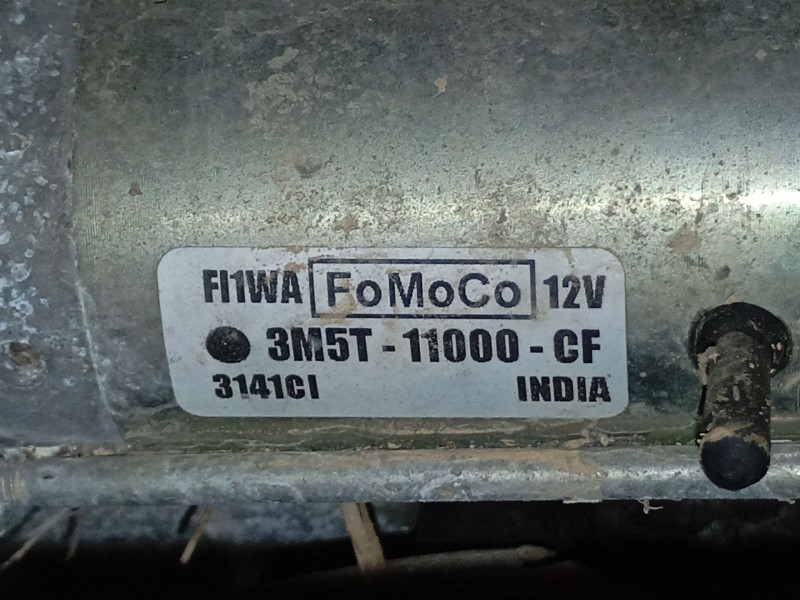 FI1WA FoMoCo 12V
3M5T - 11000 - CF
3141CI INDIA